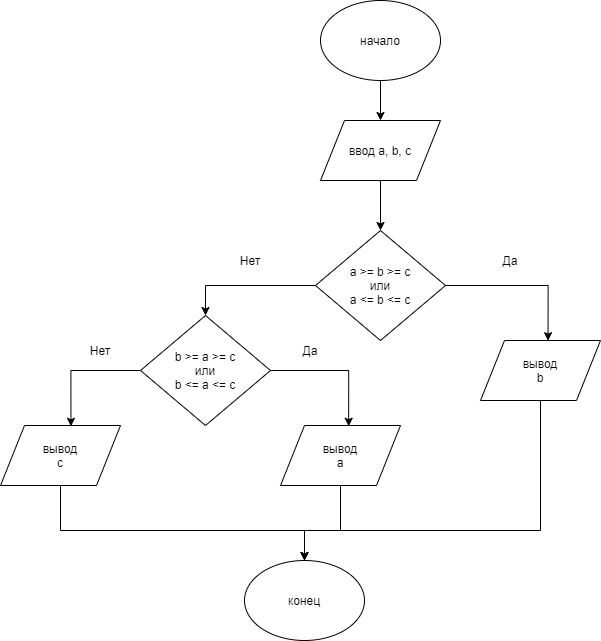 начало
ввод a, b, c
Нет
Да
a >= b >= c
или
a <= b <= c
Нет
Да
b >= a >= c
или
b <= a <= c
вывод
b
вывод
c
вывод
a
конец